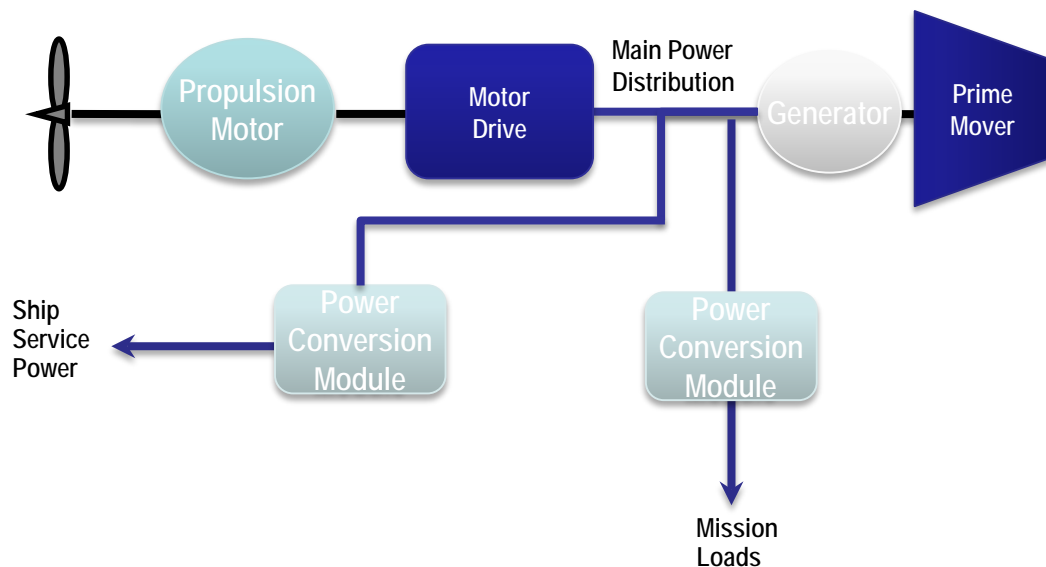 Propulsion
Motor
Motor
Drive
Main Power
Distribution
Generator
Prime
Mover
Ship
Service
Power
Power
Conversion
Module
Power
Conversion
Module
Mission
Loads